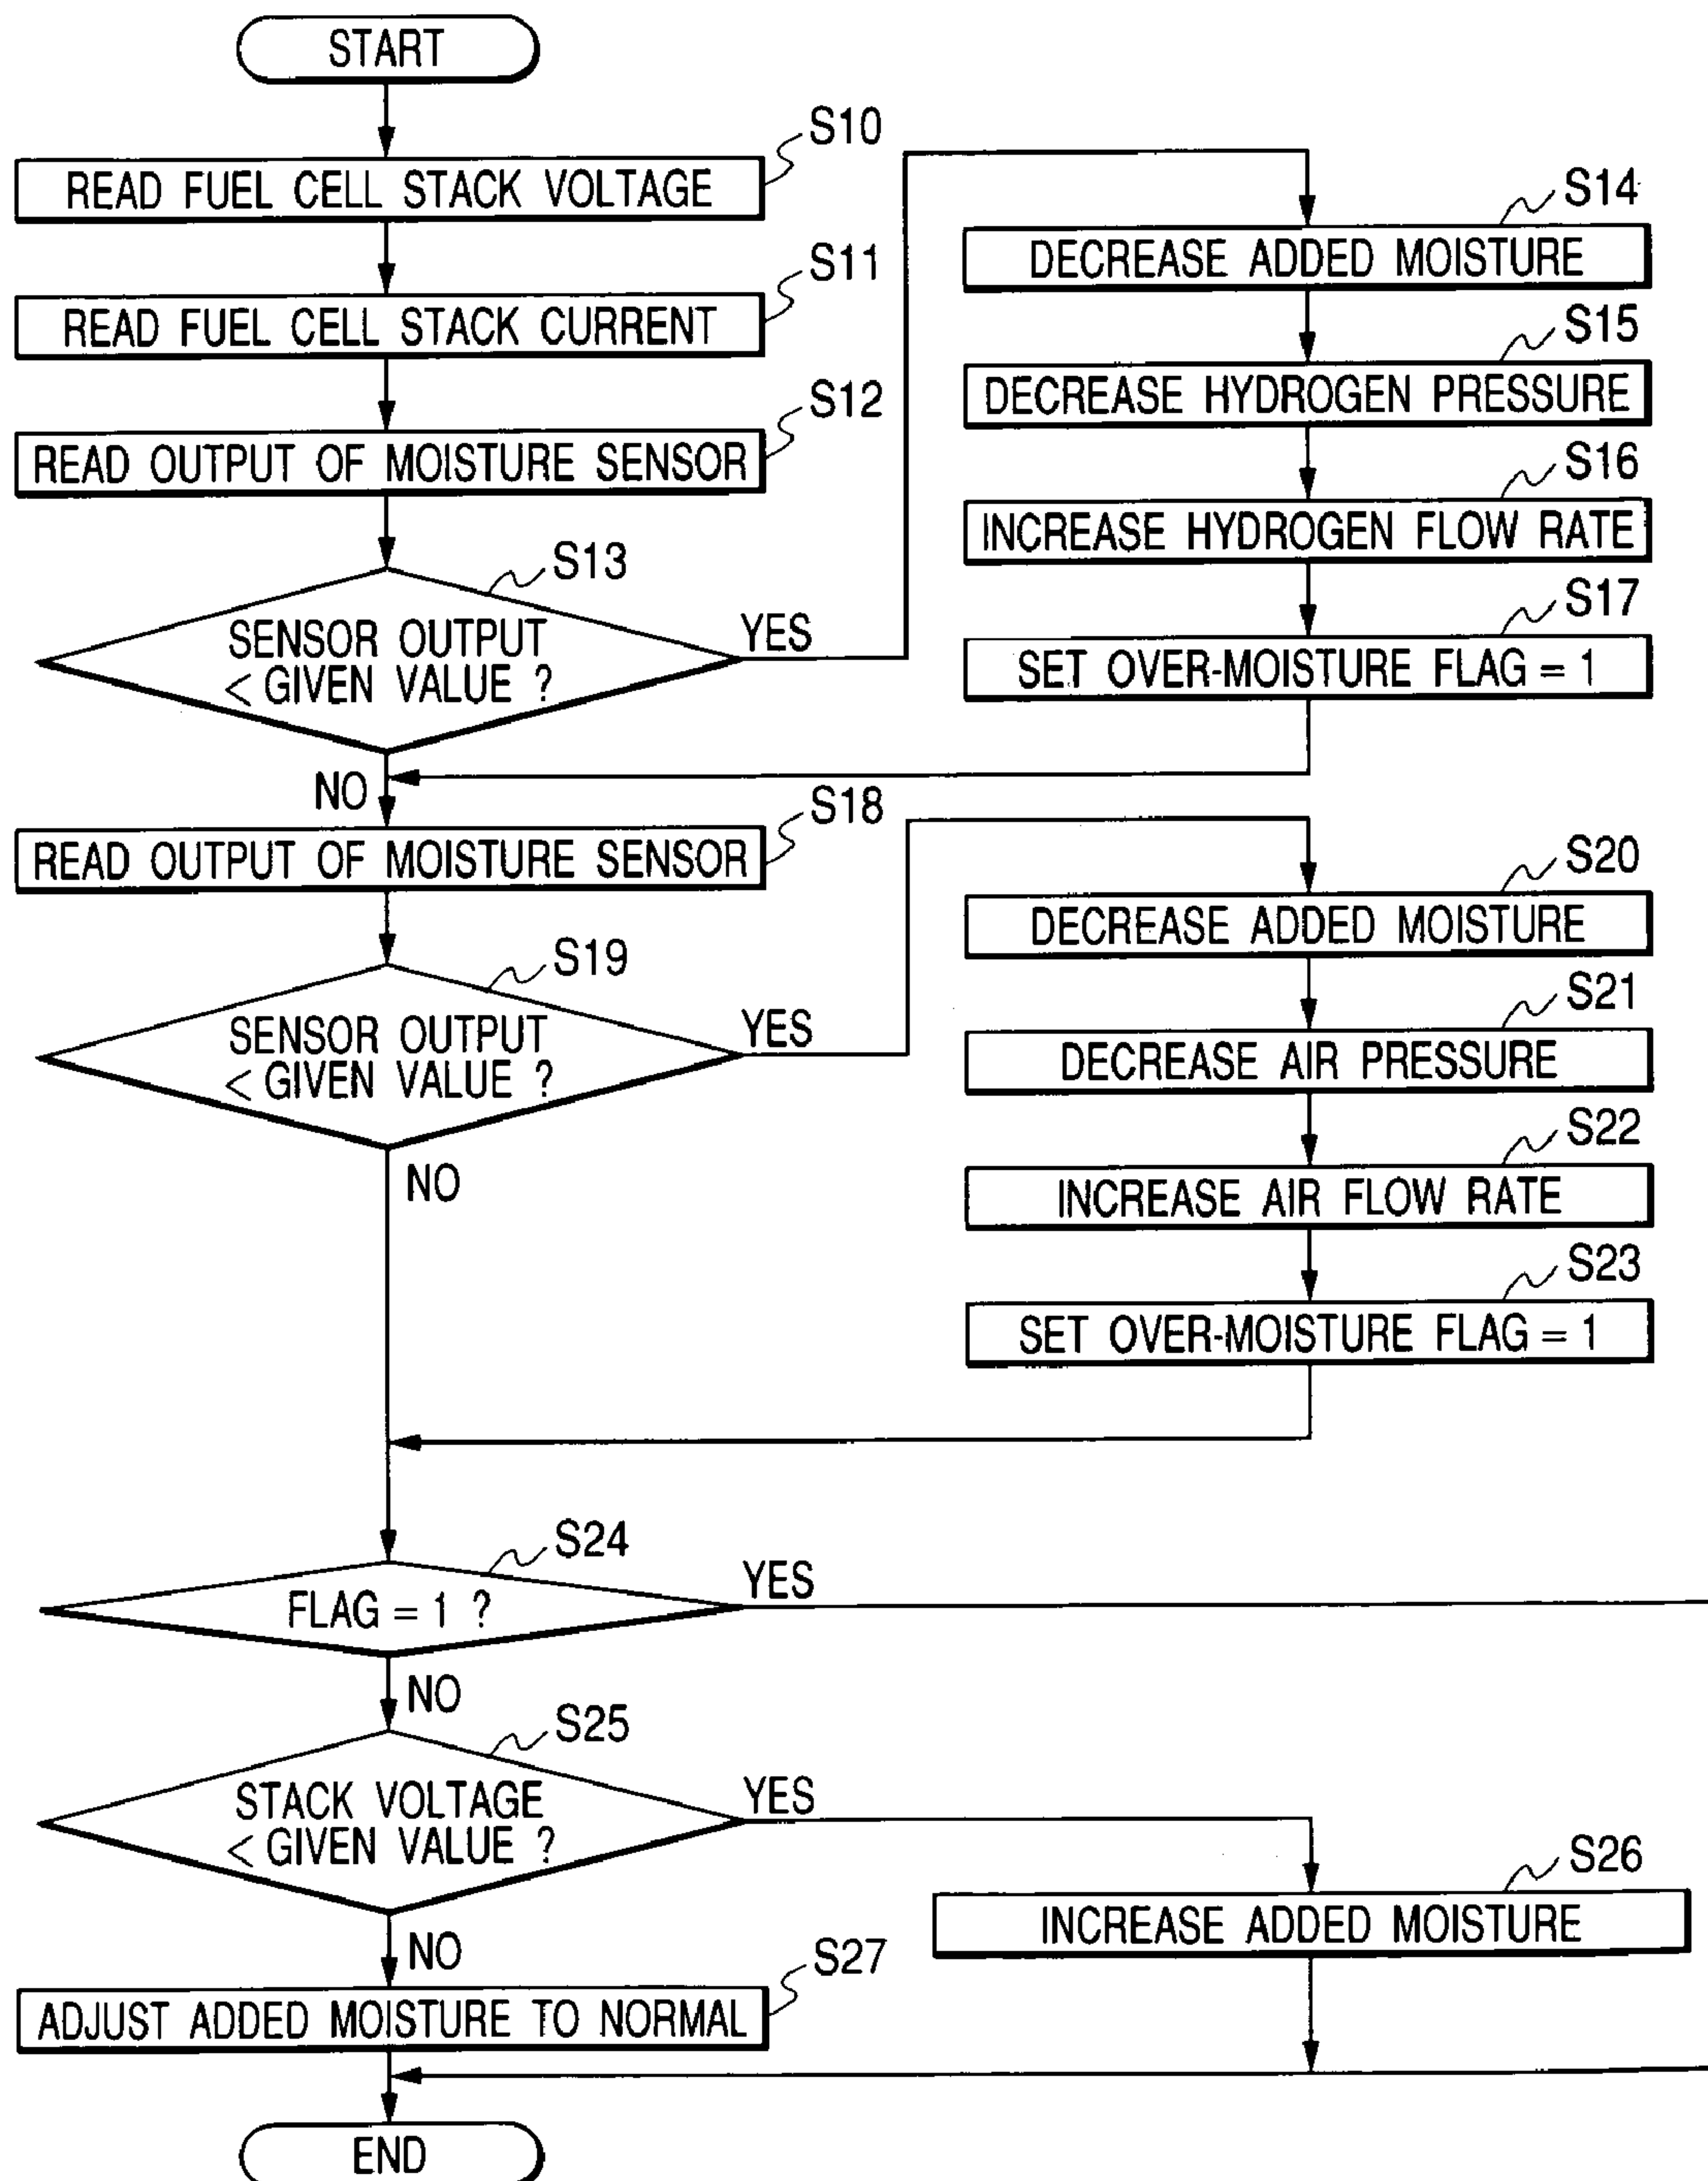 START
S10
READ FUEL CELL STACK VOLTAGE
S11
READ FUEL CELL STACK CURRENT
S12
READ OUTPUT OF MOISTURE SENSOR
S13
SENSOR OUTPUT
< GIVEN VALUE ?
YES
NO
S14
DECREASE ADDED MOISTURE
S15
DECREASE HYDROGEN PRESSURE
S16
INCREASE HYDROGEN FLOW RATE
S17
SET OVER-MOISTURE FLAG = 1
S18
READ OUTPUT OF MOISTURE SENSOR
S19
SENSOR OUTPUT
< GIVEN VALUE ?
YES
NO
S20
DECREASE ADDED MOISTURE
S21
DECREASE AIR PRESSURE
S22
INCREASE AIR FLOW RATE
S23
SET OVER-MOISTURE FLAG = 1
S24
FLAG = 1 ?
YES
NO
S25
STACK VOLTAGE
< GIVEN VALUE ?
YES
NO
S26
INCREASE ADDED MOISTURE
S27
ADJUST ADDED MOISTURE TO NORMAL
END